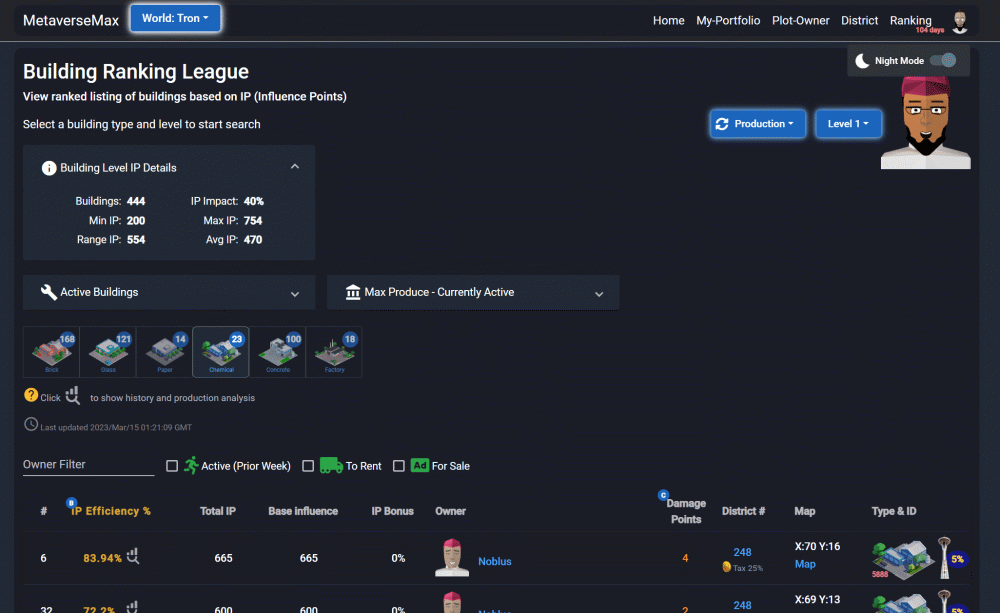 MetaverseMax World: Tron Home My-Portfolio Plot-Owner District Ranking
104 days
Night Mode
Building Ranking League
View ranked listing of buildings based on IP (Influence Points)
Select a building type and level to start search
Production Level 1
Building Level IP Details
Buildings: 444 IP Impact: 40%
Min IP: 200 Max IP: 754
Range IP: 554 Avg IP: 470
Active Buildings Max Produce - Currently Active
168 121 14 23 100 18
Brick Glass Paper Chemical Concrete Factory
? Click to show history and production analysis
Last updated 2023/Mar/15 01:21:09 GMT
Owner Filter Active (Prior Week) To Rent Ad For Sale
# B IP Efficiency % Total IP Base influence IP Bonus Owner C Damage Points District # Map Type & ID
6 83.94% 665 665 0% Noblus 4 248 Tax 25% X:70 Y:16 Map 5888 5%
32 72.2% 600 600 0% Noblus 2 248 X:69 Y:13 5%